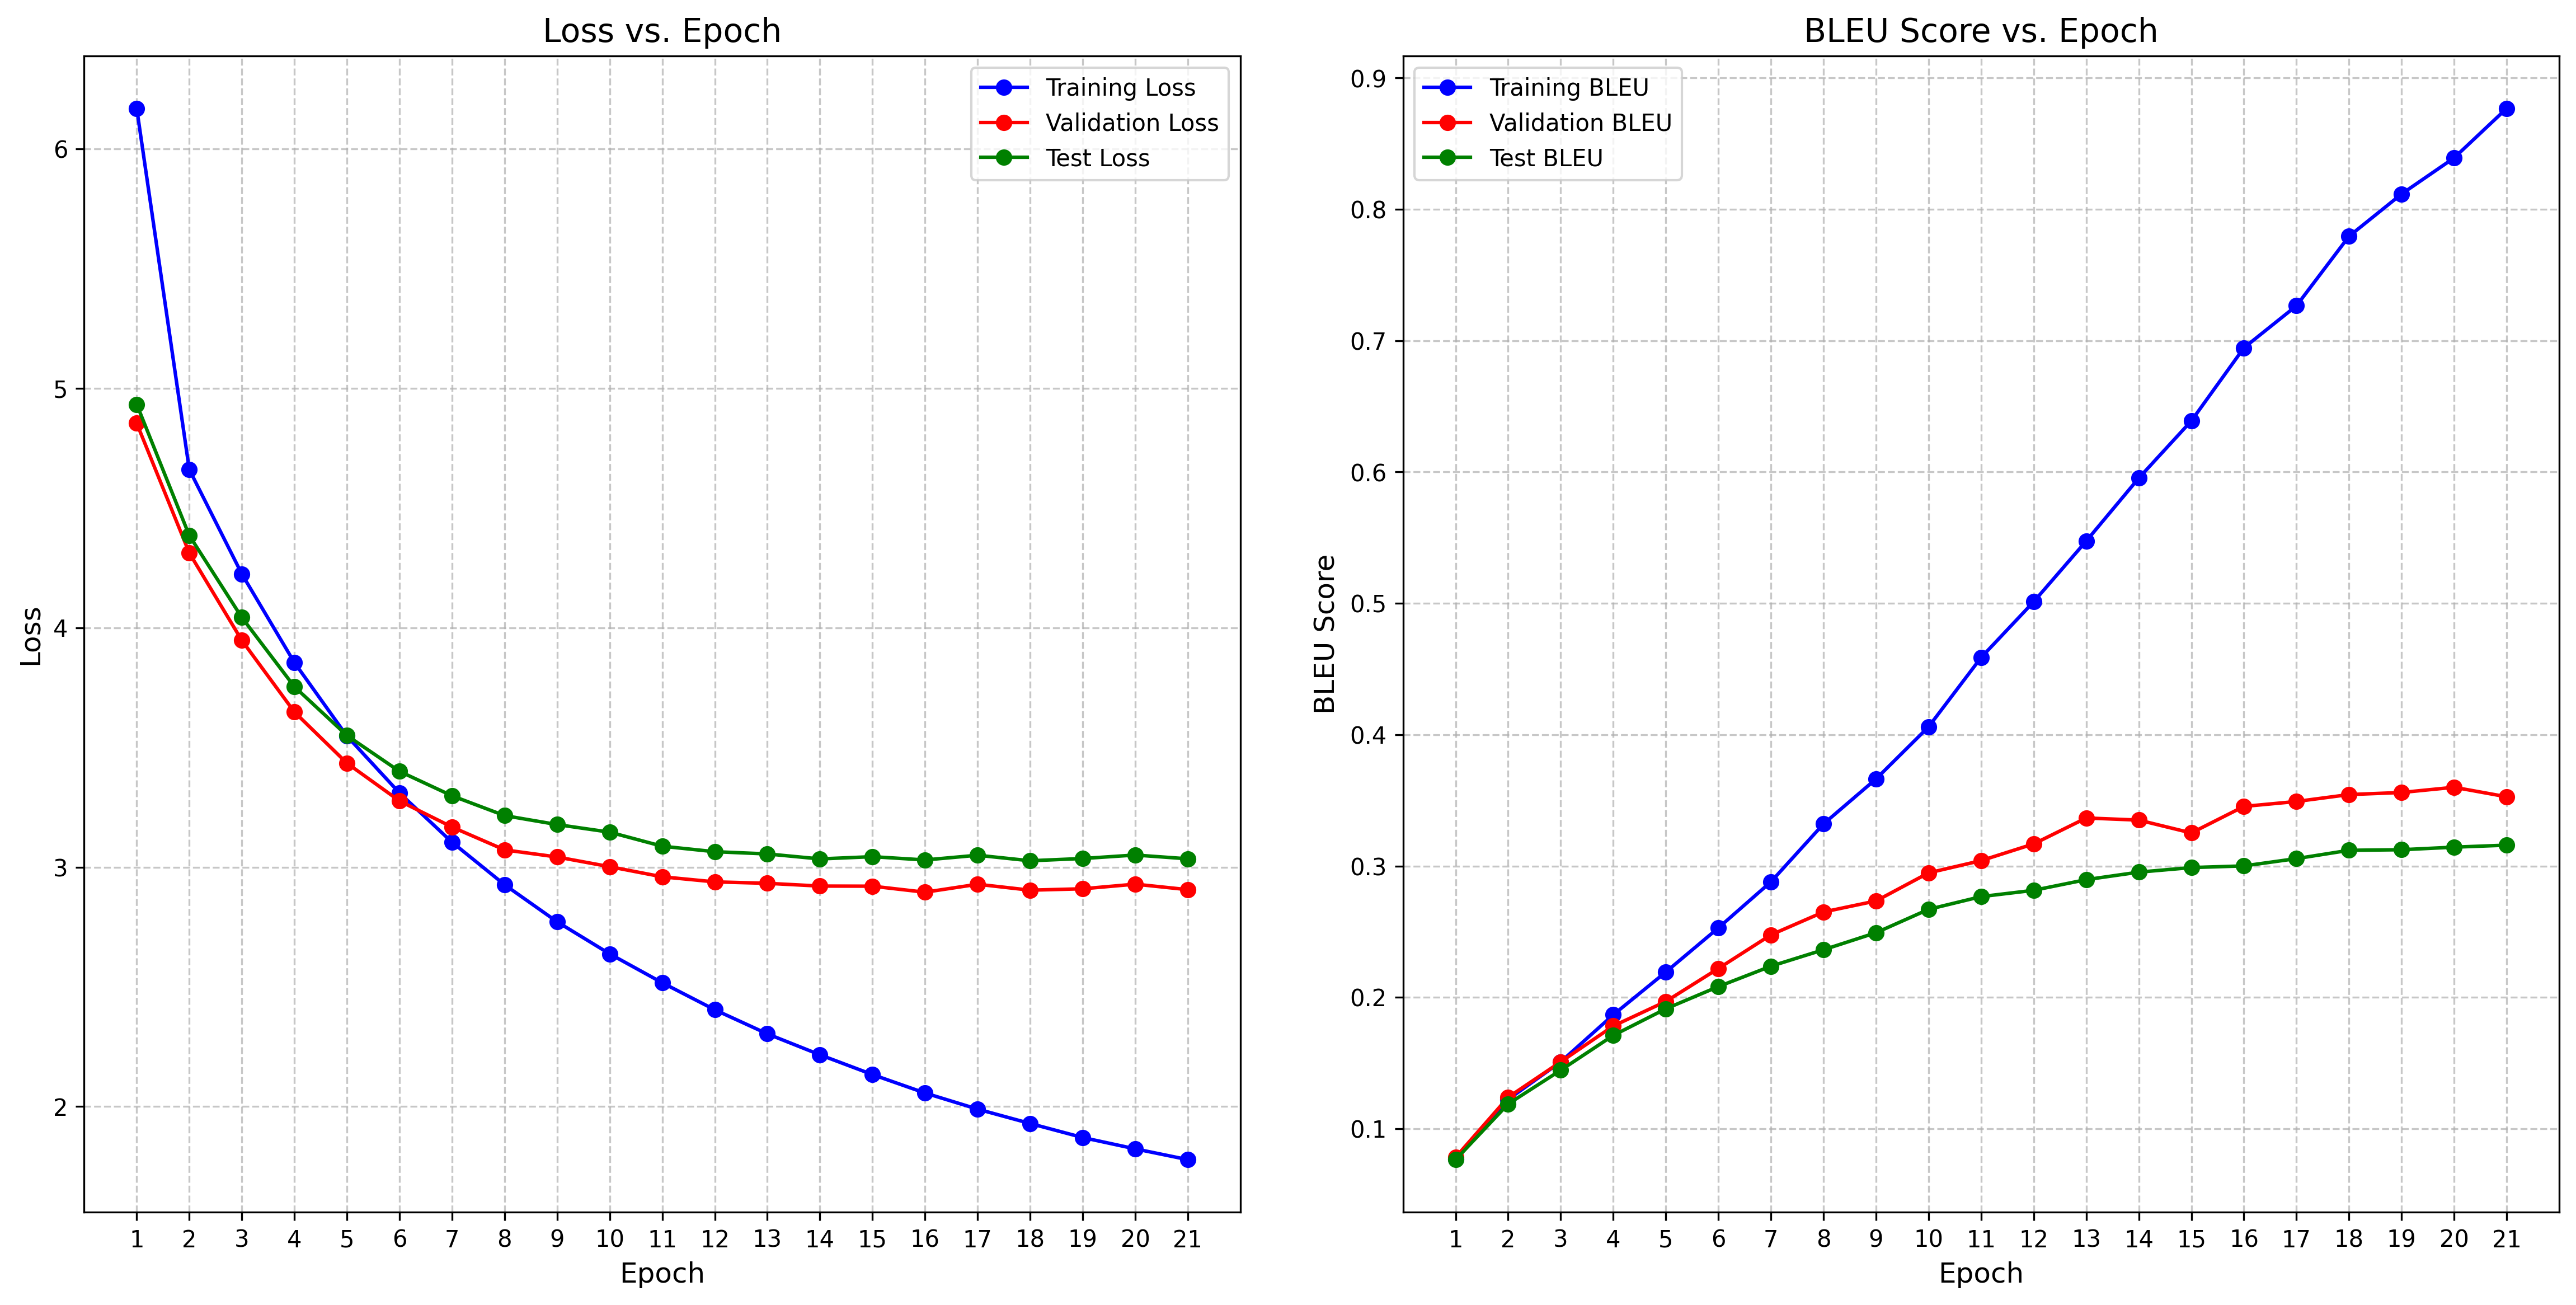 Loss vs. Epoch
Training Loss
Validation Loss
Test Loss
6
5
4
3
2
Loss
1 2 3 4 5 6 7 8 9 10 11 12 13 14 15 16 17 18 19 20 21
Epoch
BLEU Score vs. Epoch
Training BLEU
Validation BLEU
Test BLEU
0.9
0.8
0.7
0.6
0.5
0.4
0.3
0.2
0.1
BLEU Score
1 2 3 4 5 6 7 8 9 10 11 12 13 14 15 16 17 18 19 20 21
Epoch